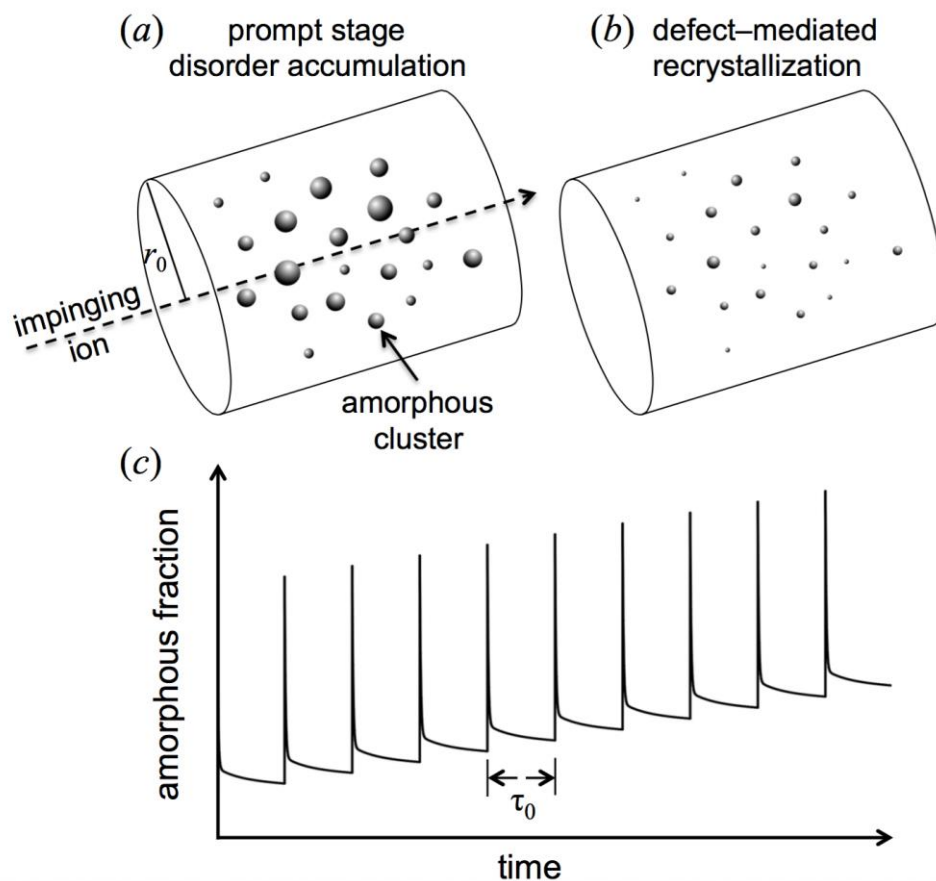 (a) prompt stage
disorder accumulation
(b) defect–mediated
recrystallization
r0
impinging
ion
amorphous
cluster
(c)
amorphous fraction
τ0
time